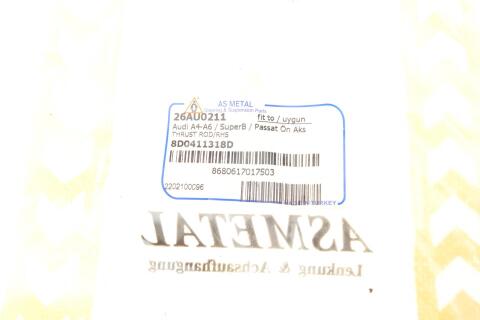 AS METAL
Steering & Suspension Parts
26AU0211 fit to / uygun
Audi A4-A6 / SuperB / Passat Ön Aks
THRUST ROD/RHS
8D0411318D
8680617017503
2202100096
MADE IN TURKEY
ASMETAL
Lenkung & Achsaufhangung